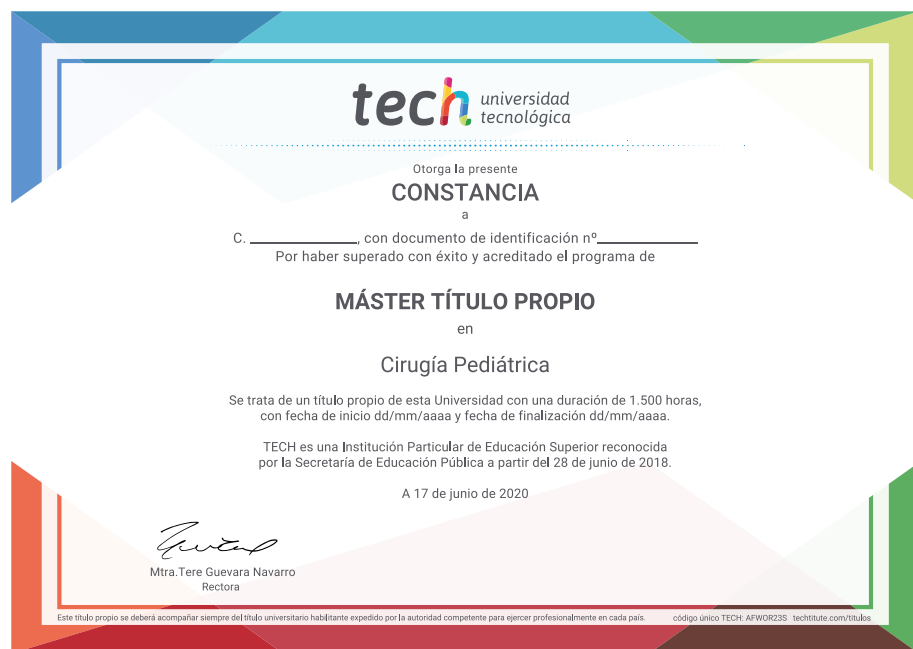 tech universidad
tecnológica
Otorga la presente
CONSTANCIA
a
C. ____________, con documento de identificación nº____________
Por haber superado con éxito y acreditado el programa de
MÁSTER TÍTULO PROPIO
en
Cirugía Pediátrica
Se trata de un título propio de esta Universidad con una duración de 1.500 horas,
con fecha de inicio dd/mm/aaaa y fecha de finalización dd/mm/aaaa.
TECH es una Institución Particular de Educación Superior reconocida
por la Secretaría de Educación Pública a partir del 28 de junio de 2018.
A 17 de junio de 2020
Mtra.Tere Guevara Navarro
Rectora
Este título propio se deberá acompañar siempre del título universitario habilitante expedido por la autoridad competente para ejercer profesionalmente en cada país. código único TECH: AFWOR23S techtitute.com/titulos